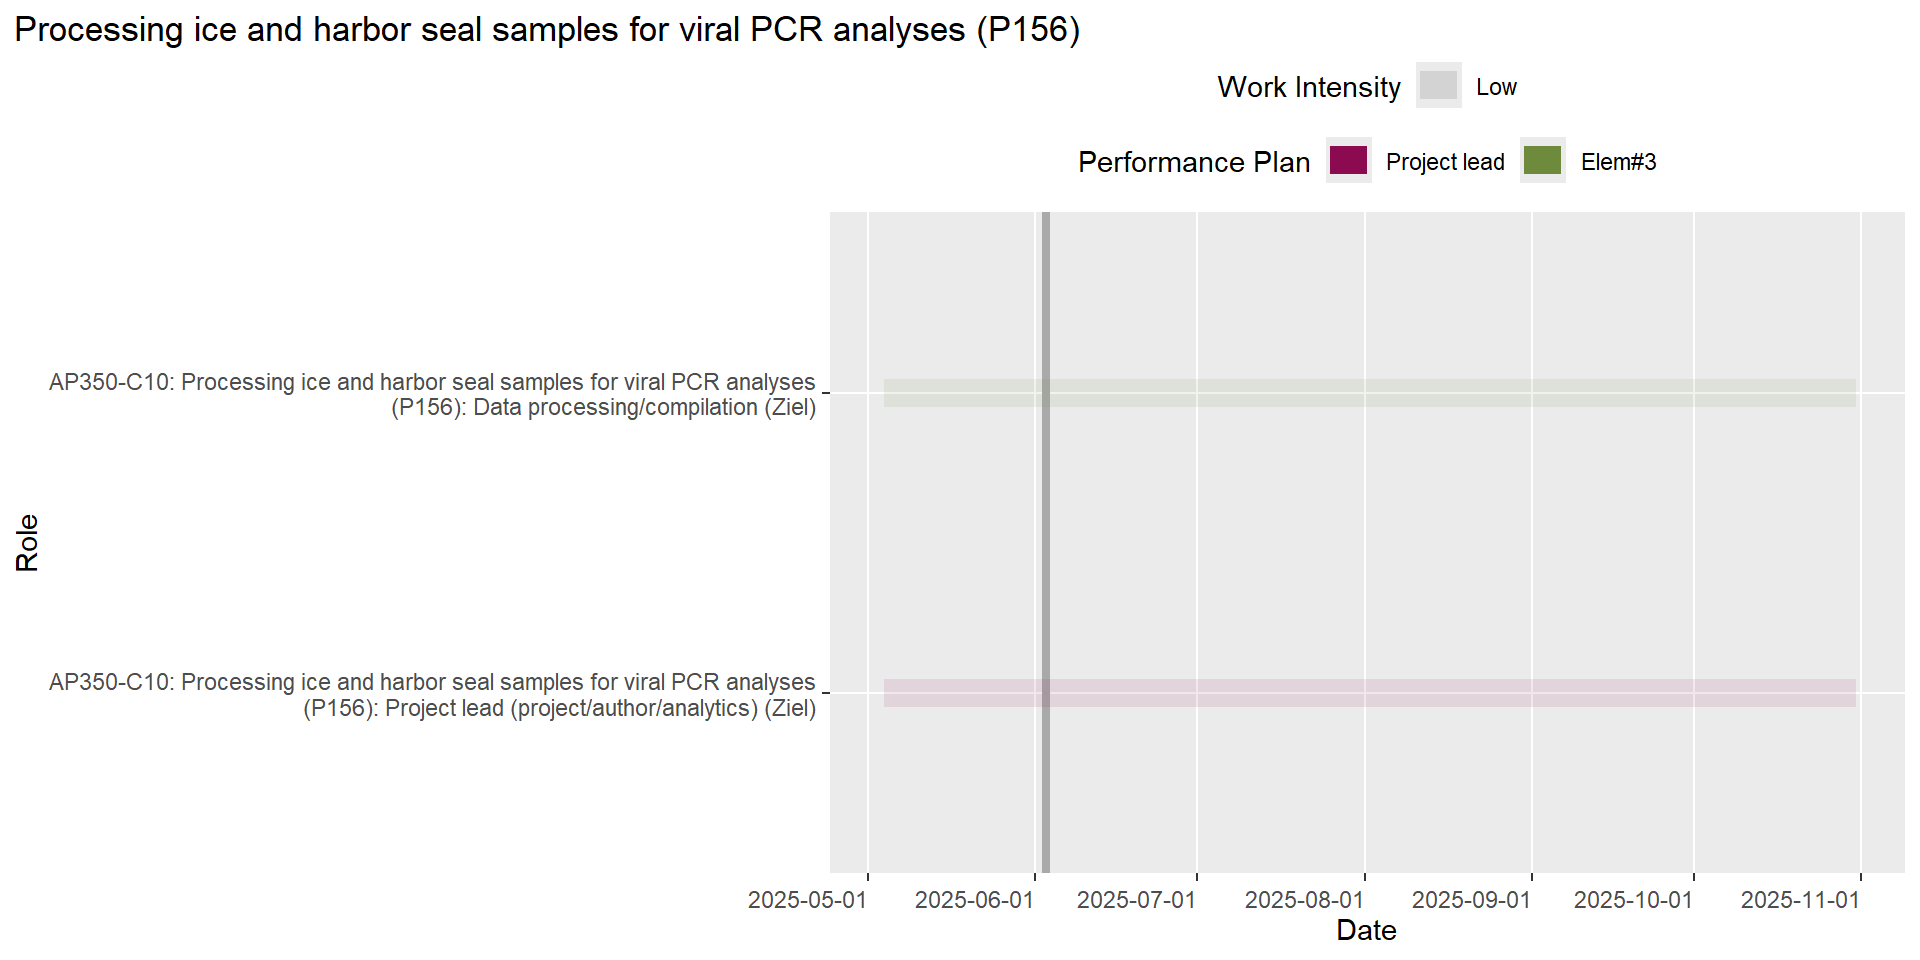 Processing ice and harbor seal samples for viral PCR analyses (P156)
Work Intensity Low
Performance Plan Project lead Elem#3
AP350-C10: Processing ice and harbor seal samples for viral PCR analyses
(P156): Data processing/compilation (Ziel)
Role
AP350-C10: Processing ice and harbor seal samples for viral PCR analyses
(P156): Project lead (project/author/analytics) (Ziel)
2025-05-01 2025-06-01 2025-07-01 2025-08-01 2025-09-01 2025-10-01 2025-11-01
Date